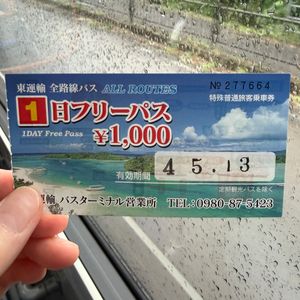 東運輸 全路線バス ALL ROUTES
№ 277664
特殊普通旅客乗車券
1日フリーパス
1DAY Free Pass
¥1,000
4 5.13
有効期間
定期観光バスを除く
運輸 バスターミナル営業所 TEL:0980-87-5423